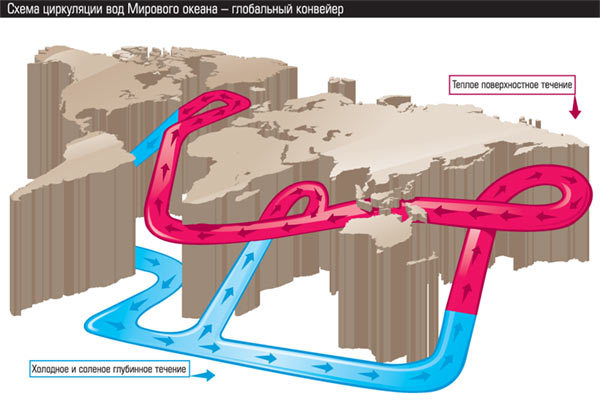 Схема циркуляции вод Мирового океана – глобальный конвейер
Теплое поверхностное течение
Холодное и соленое глубинное течение